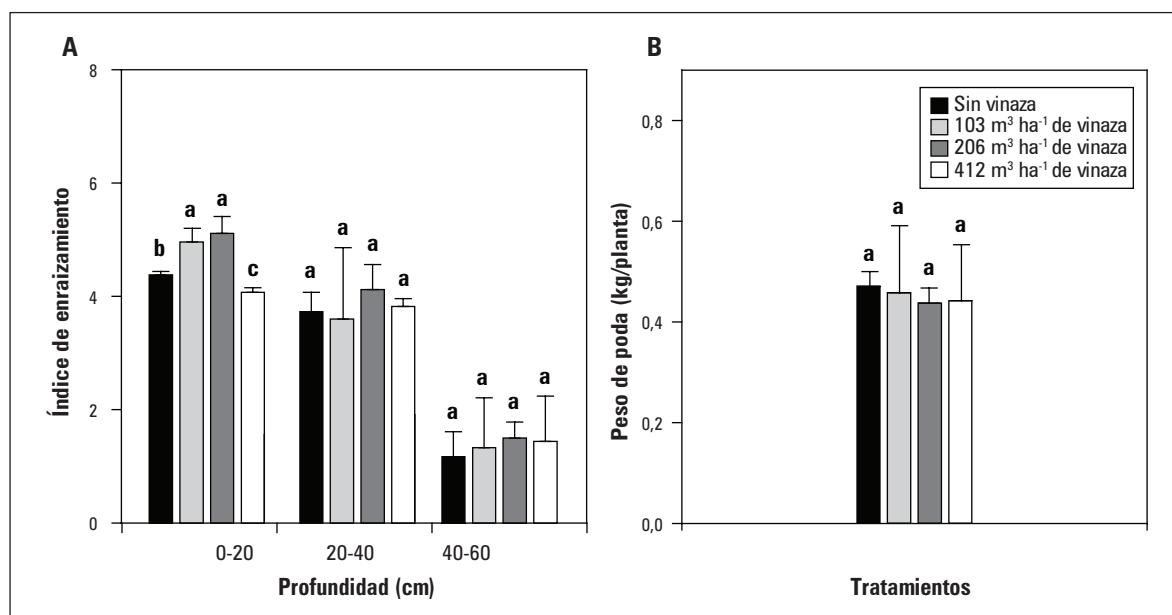 A
Índice de enraizamiento
8
6
4
2
0
b a a c
a a a a
a a a a
0-20 20-40 40-60
Profundidad (cm)
B
Peso de poda (kg/planta)
0,8
0,6
0,4
0,2
0,0
Sin vinaza
103 m³ ha⁻¹ de vinaza
206 m³ ha⁻¹ de vinaza
412 m³ ha⁻¹ de vinaza
a a a a
Tratamientos